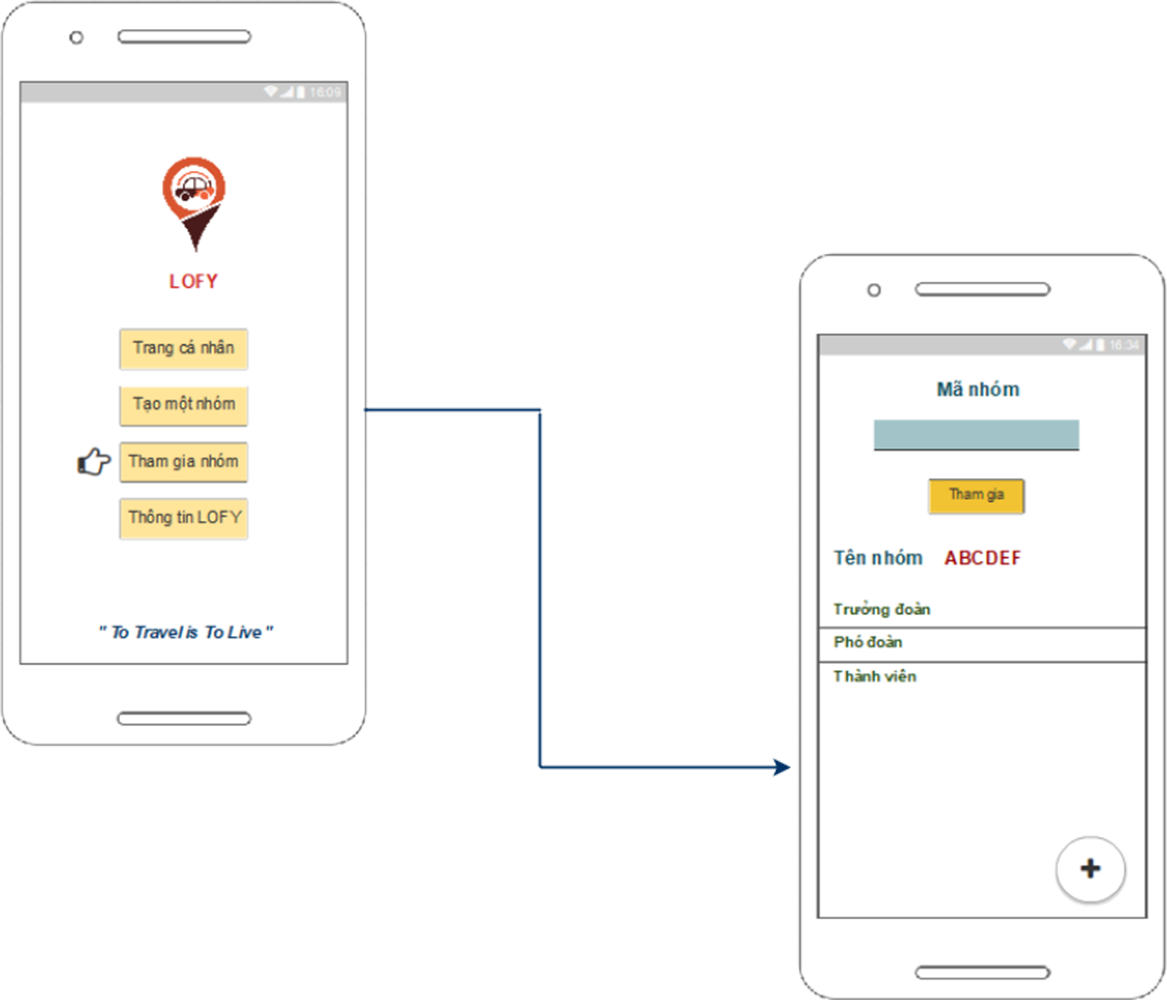 16:09
LOFY
Trang cá nhân
Tạo một nhóm
Tham gia nhóm
Thông tin LOFY
" To Travel is To Live "
16:34
Mã nhóm
Tham gia
Tên nhóm ABCDEF
Trưởng đoàn
Phó đoàn
Thành viên